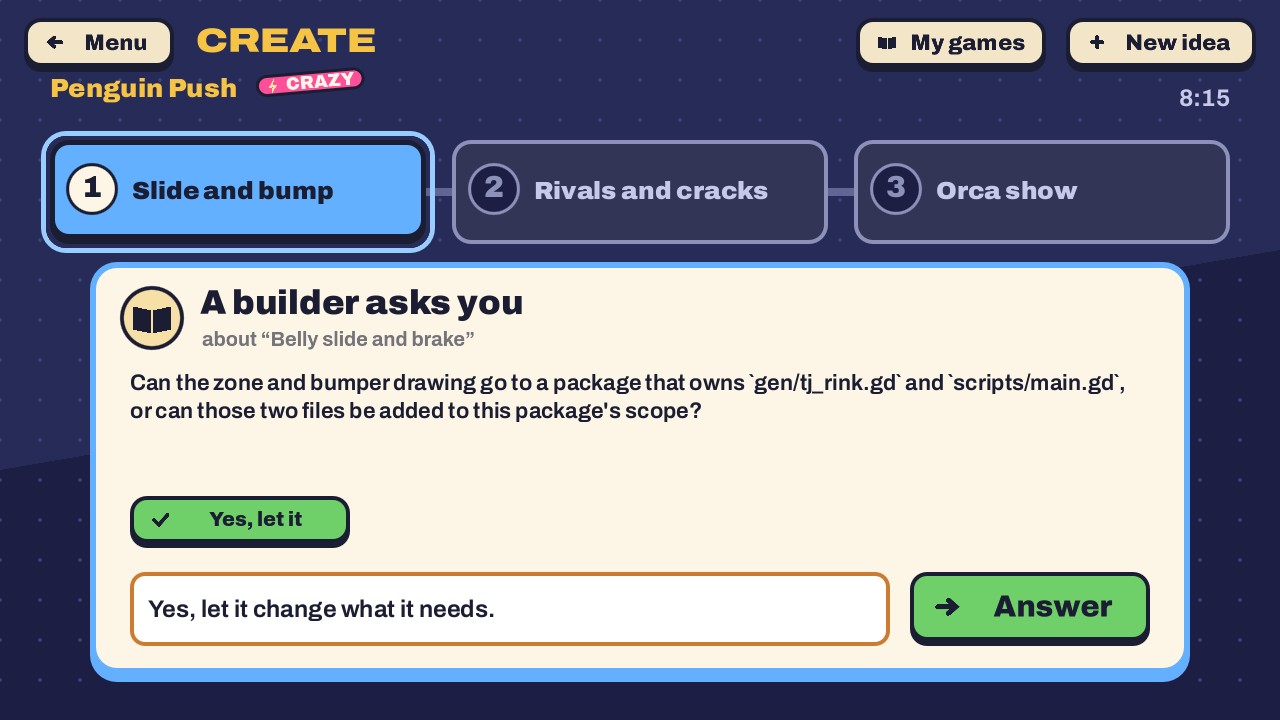 Menu
CREATE
My games
New idea
Penguin Push
CRAZY
8:15
1
Slide and bump
2
Rivals and cracks
3
Orca show
A builder asks you
about “Belly slide and brake”
Can the zone and bumper drawing go to a package that owns `gen/tj_rink.gd` and `scripts/main.gd`,
or can those two files be added to this package's scope?
Yes, let it
Yes, let it change what it needs.
Answer